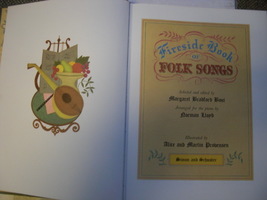 Fireside Book
of
FOLK SONGS
Selected and edited by
Margaret Bradford Boni
Arranged for the piano by
Norman Lloyd
Illustrated by
Alice and Martin Provensen
Simon and Schuster